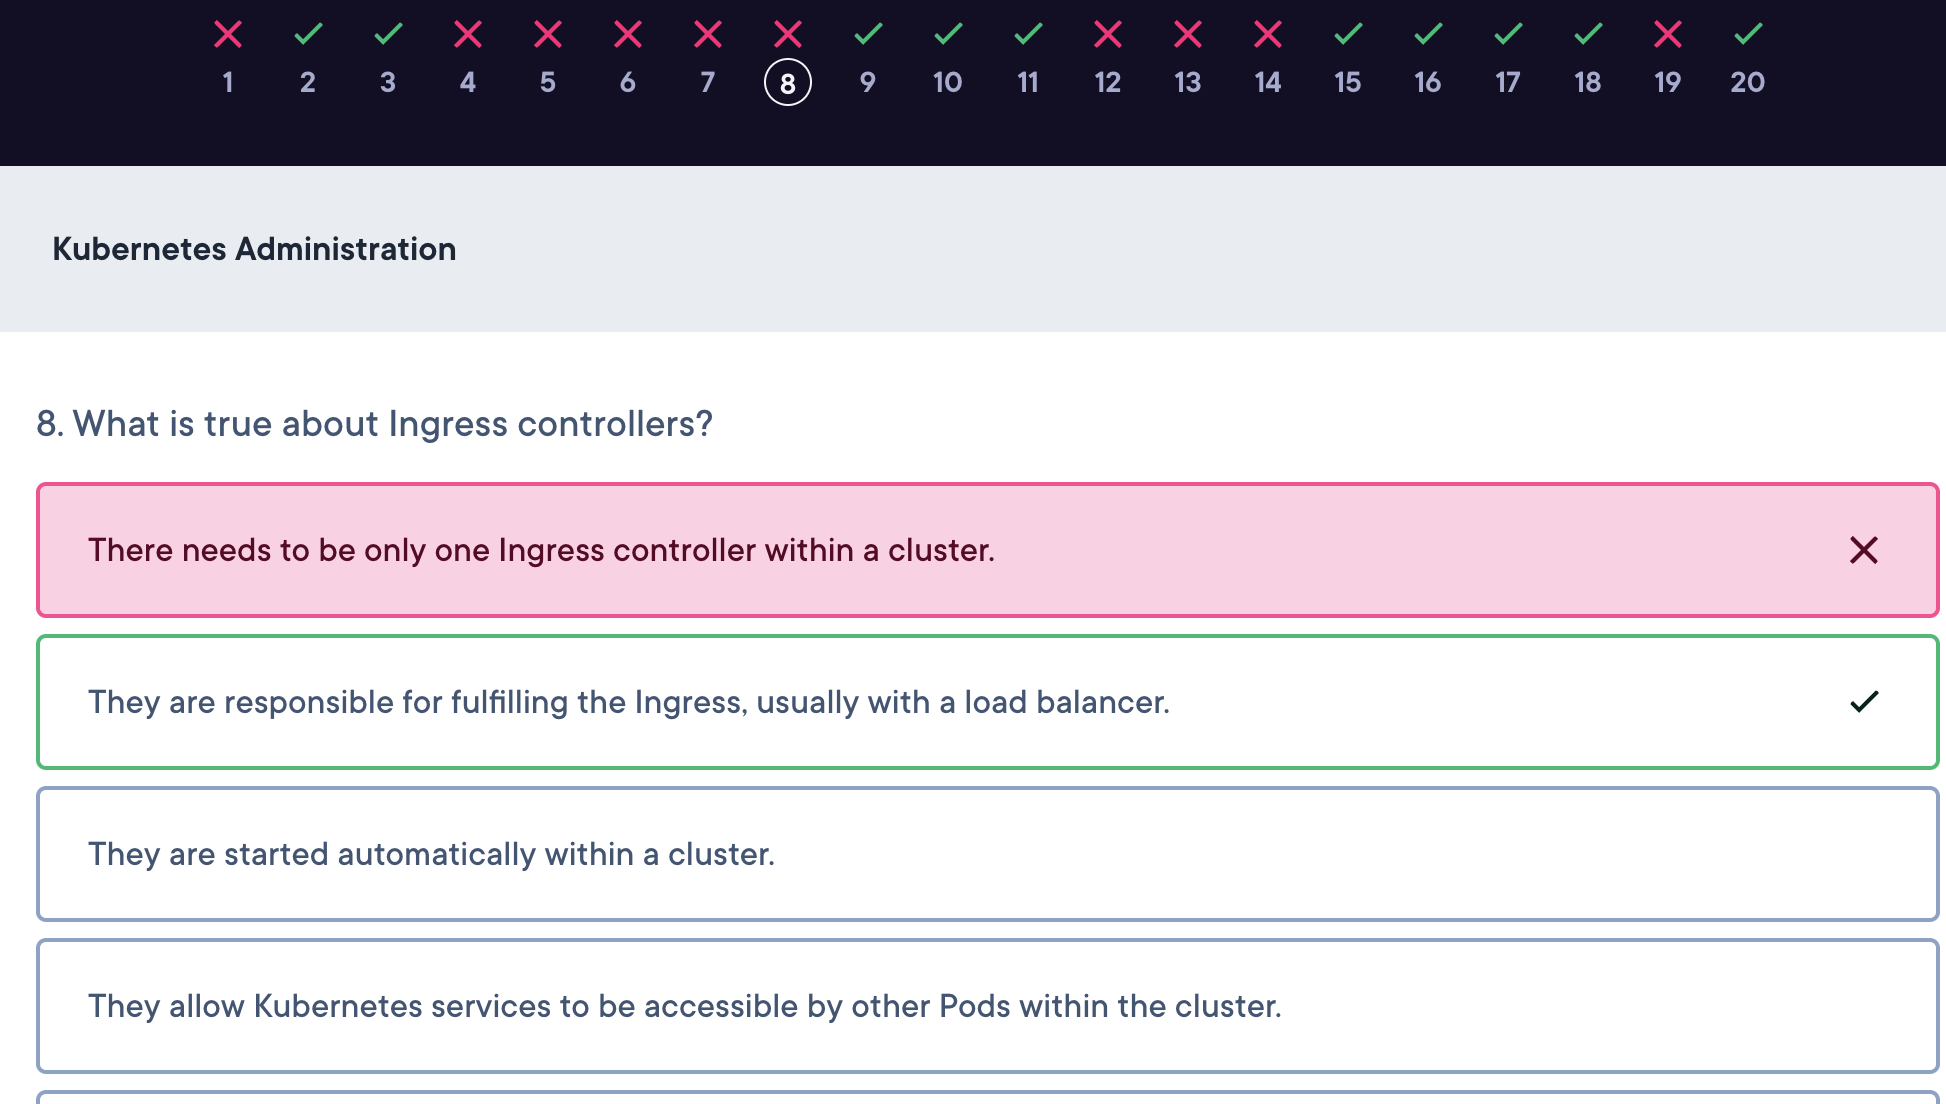 1 2 3 4 5 6 7 8 9 10 11 12 13 14 15 16 17 18 19 20
Kubernetes Administration
8. What is true about Ingress controllers?
There needs to be only one Ingress controller within a cluster.
They are responsible for fulfilling the Ingress, usually with a load balancer.
They are started automatically within a cluster.
They allow Kubernetes services to be accessible by other Pods within the cluster.